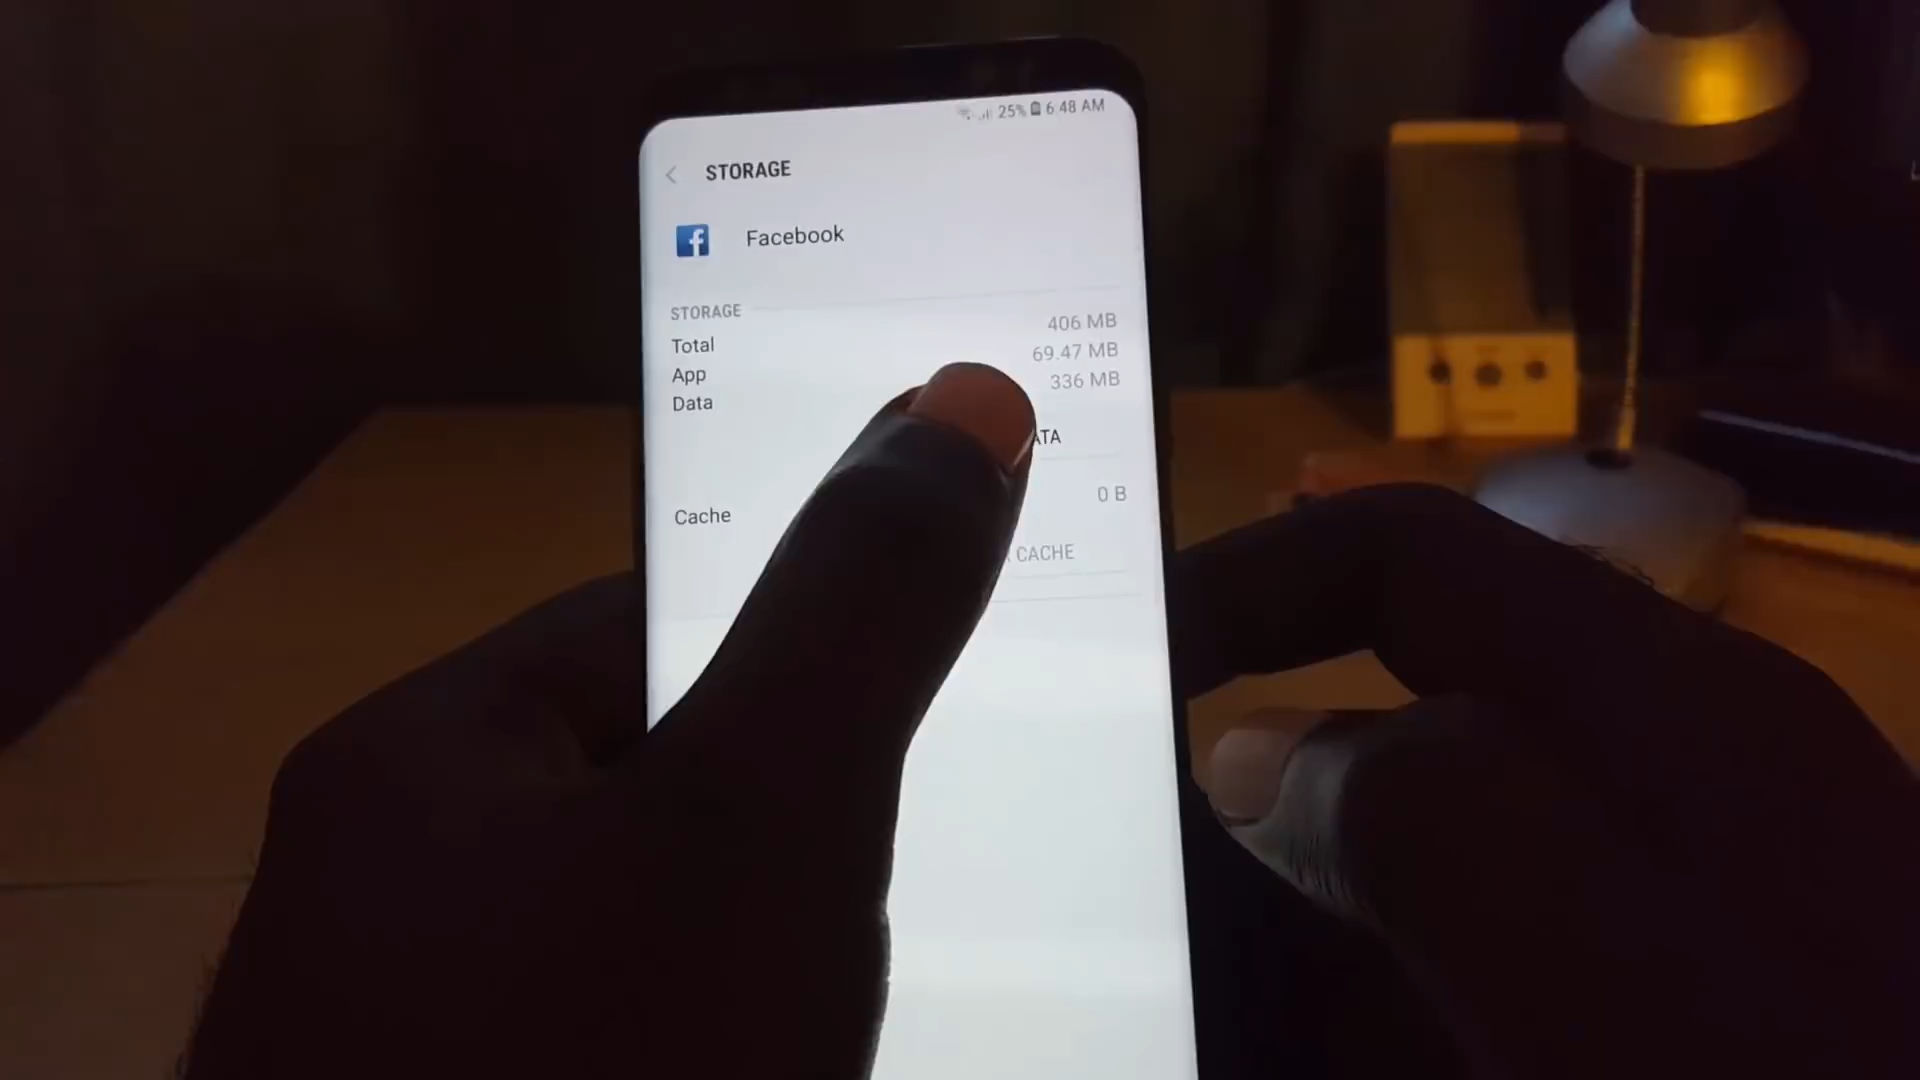 25% 6:48 AM
STORAGE
Facebook
STORAGE
Total 406 MB
App 69.47 MB
Data 336 MB
Cache 0 B
CACHE